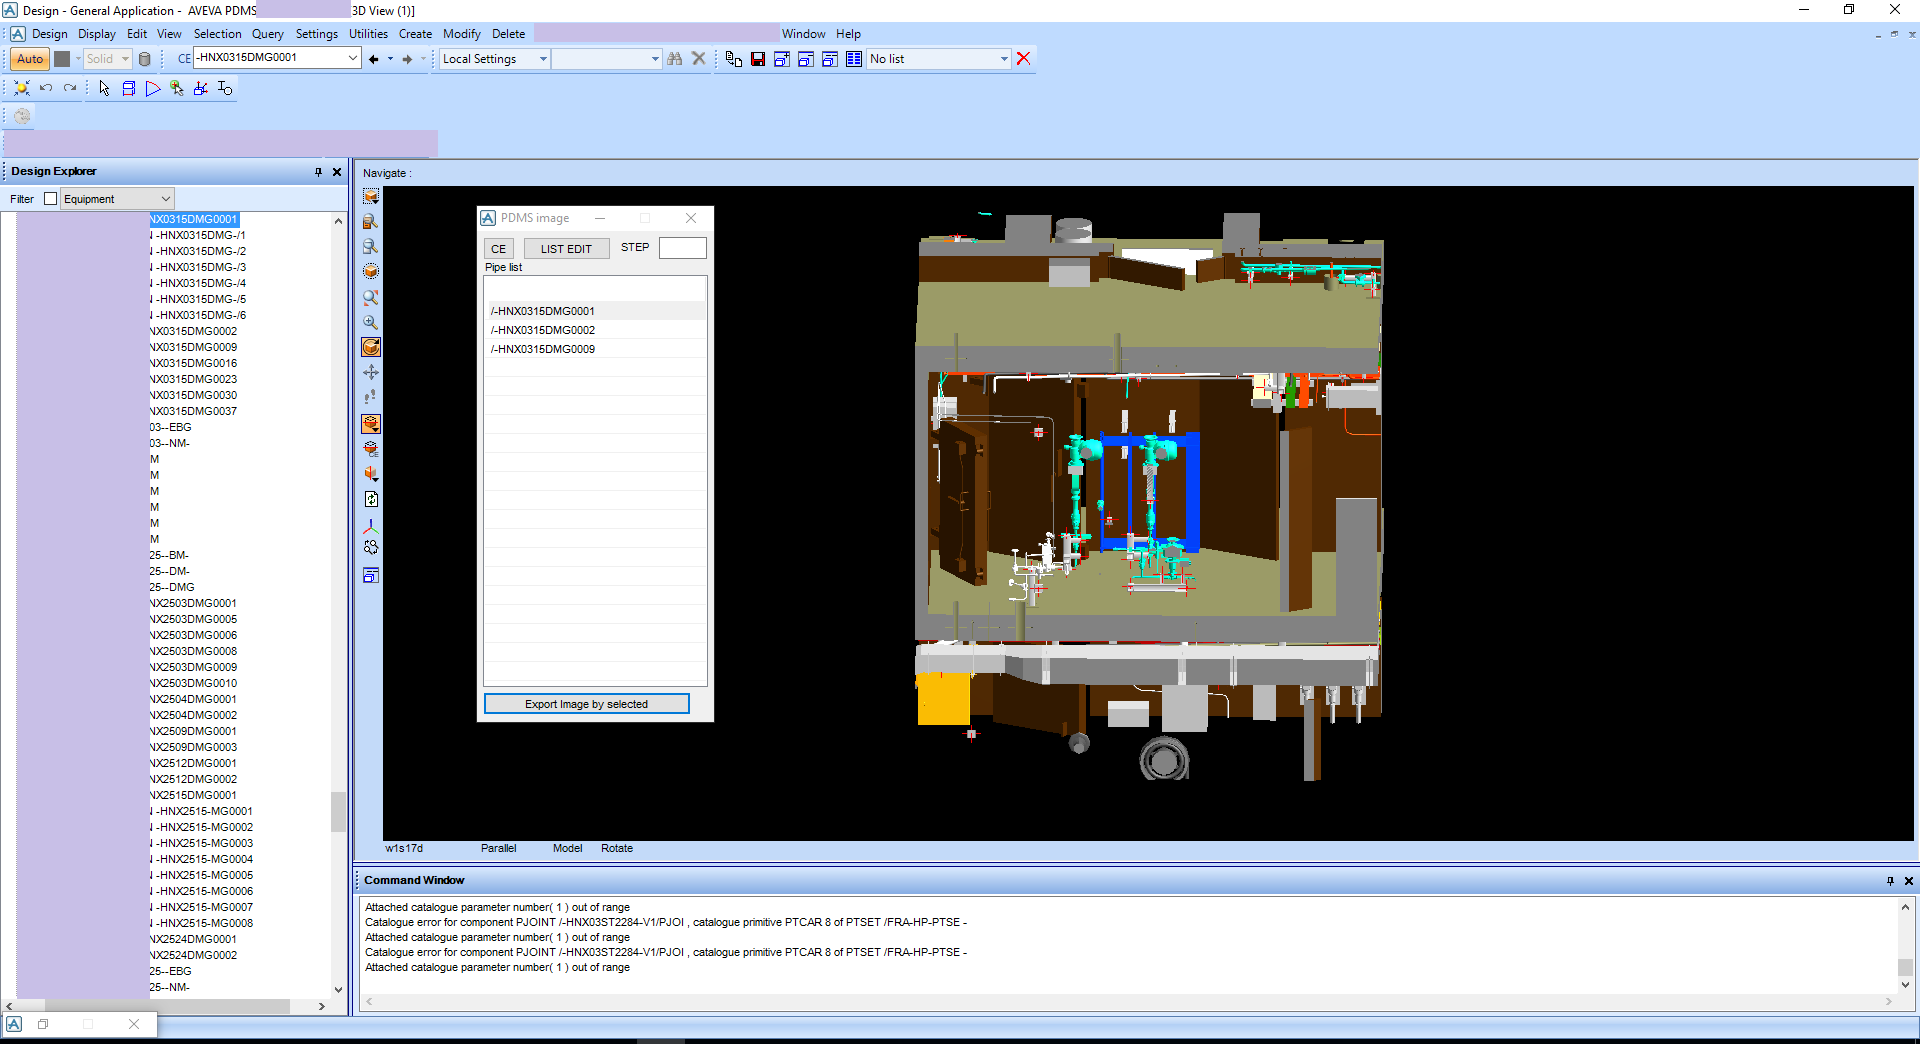 Design - General Application - AVEVA PDMS
3D View (1)]
Design Display Edit View Selection Query Settings Utilities Create Modify Delete Window Help
Auto Solid CE -HNX0315DMG0001 Local Settings No list
Design Explorer
Filter Equipment
NX0315DMG0001
-HNX0315DMG-/1
-HNX0315DMG-/2
-HNX0315DMG-/3
-HNX0315DMG-/4
-HNX0315DMG-/5
-HNX0315DMG-/6
NX0315DMG0002
NX0315DMG0009
NX0315DMG0016
NX0315DMG0023
NX0315DMG0030
NX0315DMG0037
03--EBG
03--NM-
M
M
M
M
M
M
25--BM-
25--DM-
25--DMG
NX2503DMG0001
NX2503DMG0005
NX2503DMG0006
NX2503DMG0008
NX2503DMG0009
NX2503DMG0010
NX2504DMG0001
NX2504DMG0002
NX2509DMG0001
NX2509DMG0003
NX2512DMG0001
NX2512DMG0002
NX2515DMG0001
-HNX2515-MG0001
-HNX2515-MG0002
-HNX2515-MG0003
-HNX2515-MG0004
-HNX2515-MG0005
-HNX2515-MG0006
-HNX2515-MG0007
-HNX2515-MG0008
NX2524DMG0001
NX2524DMG0002
25--EBG
25--NM-
Navigate :
PDMS image
CE LIST EDIT STEP
Pipe list
/-HNX0315DMG0001
/-HNX0315DMG0002
/-HNX0315DMG0009
Export Image by selected
w1s17d Parallel Model Rotate
Command Window
Attached catalogue parameter number( 1 ) out of range
Catalogue error for component PJOINT /-HNX03ST2284-V1/PJOI , catalogue primitive PTCAR 8 of PTSET /FRA-HP-PTSE -
Attached catalogue parameter number( 1 ) out of range
Catalogue error for component PJOINT /-HNX03ST2284-V1/PJOI , catalogue primitive PTCAR 8 of PTSET /FRA-HP-PTSE -
Attached catalogue parameter number( 1 ) out of range